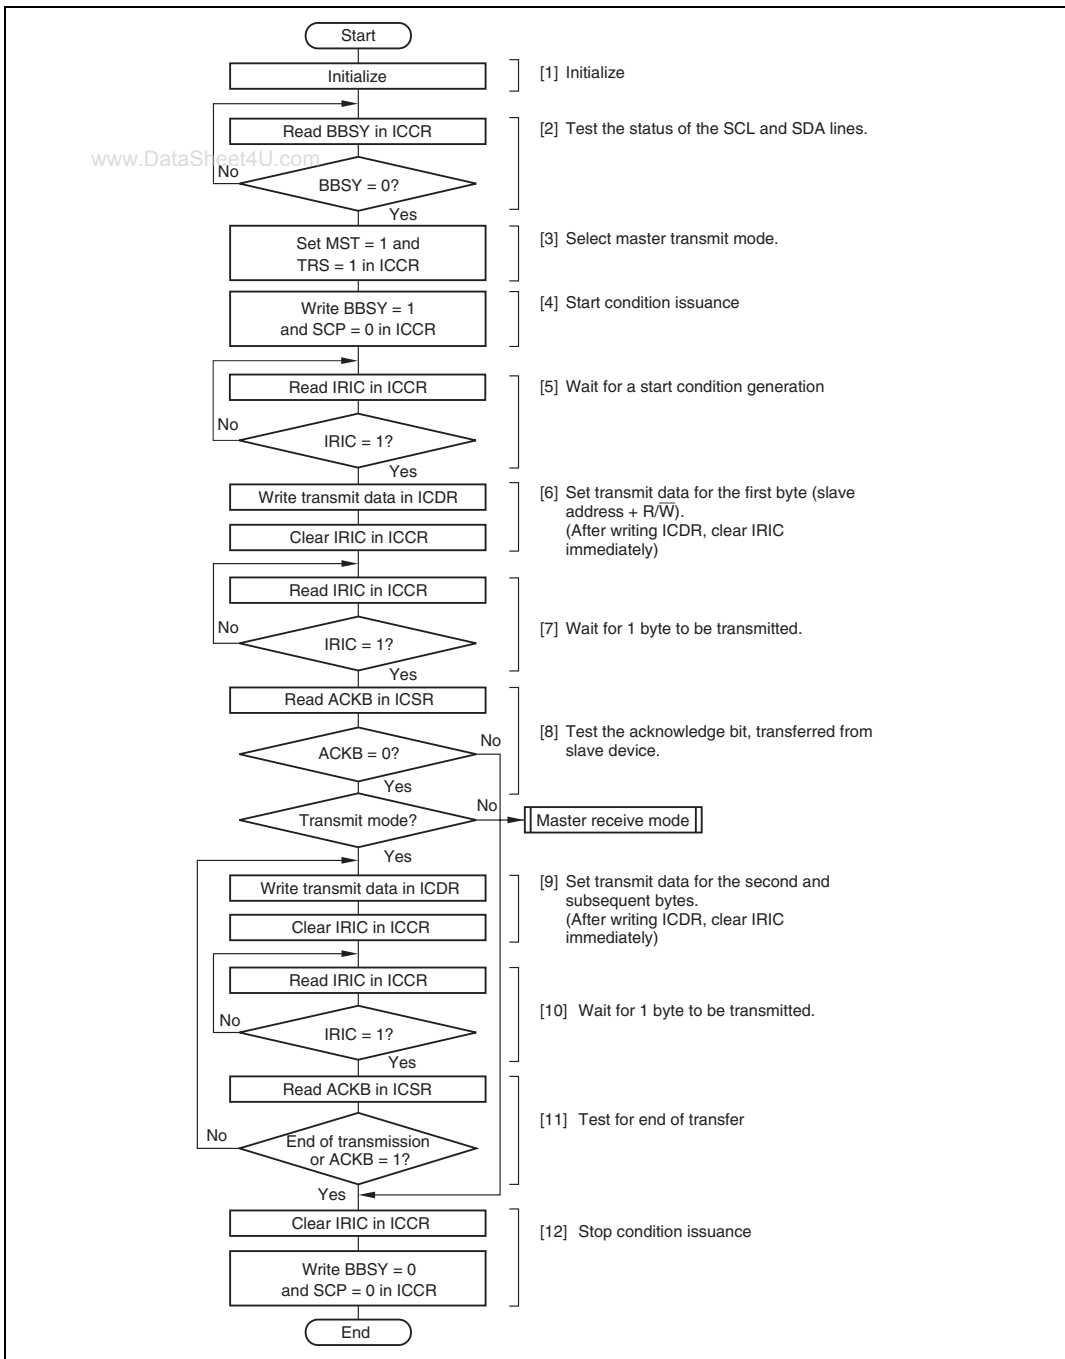 Start
Initialize
[1] Initialize
Read BBSY in ICCR
[2] Test the status of the SCL and SDA lines.
www.DataSheet4U.com
No
BBSY = 0?
Yes
Set MST = 1 and
TRS = 1 in ICCR
[3] Select master transmit mode.
Write BBSY = 1
and SCP = 0 in ICCR
[4] Start condition issuance
Read IRIC in ICCR
[5] Wait for a start condition generation
No
IRIC = 1?
Yes
Write transmit data in ICDR
Clear IRIC in ICCR
[6] Set transmit data for the first byte (slave
address + R/W̅).
(After writing ICDR, clear IRIC
immediately)
Read IRIC in ICCR
No
IRIC = 1?
[7] Wait for 1 byte to be transmitted.
Yes
Read ACKB in ICSR
ACKB = 0?
No
[8] Test the acknowledge bit, transferred from
slave device.
Yes
Transmit mode?
No
Master receive mode
Yes
Write transmit data in ICDR
Clear IRIC in ICCR
[9] Set transmit data for the second and
subsequent bytes.
(After writing ICDR, clear IRIC
immediately)
Read IRIC in ICCR
No
IRIC = 1?
[10] Wait for 1 byte to be transmitted.
Yes
Read ACKB in ICSR
[11] Test for end of transfer
No
End of transmission
or ACKB = 1?
Yes
Clear IRIC in ICCR
[12] Stop condition issuance
Write BBSY = 0
and SCP = 0 in ICCR
End